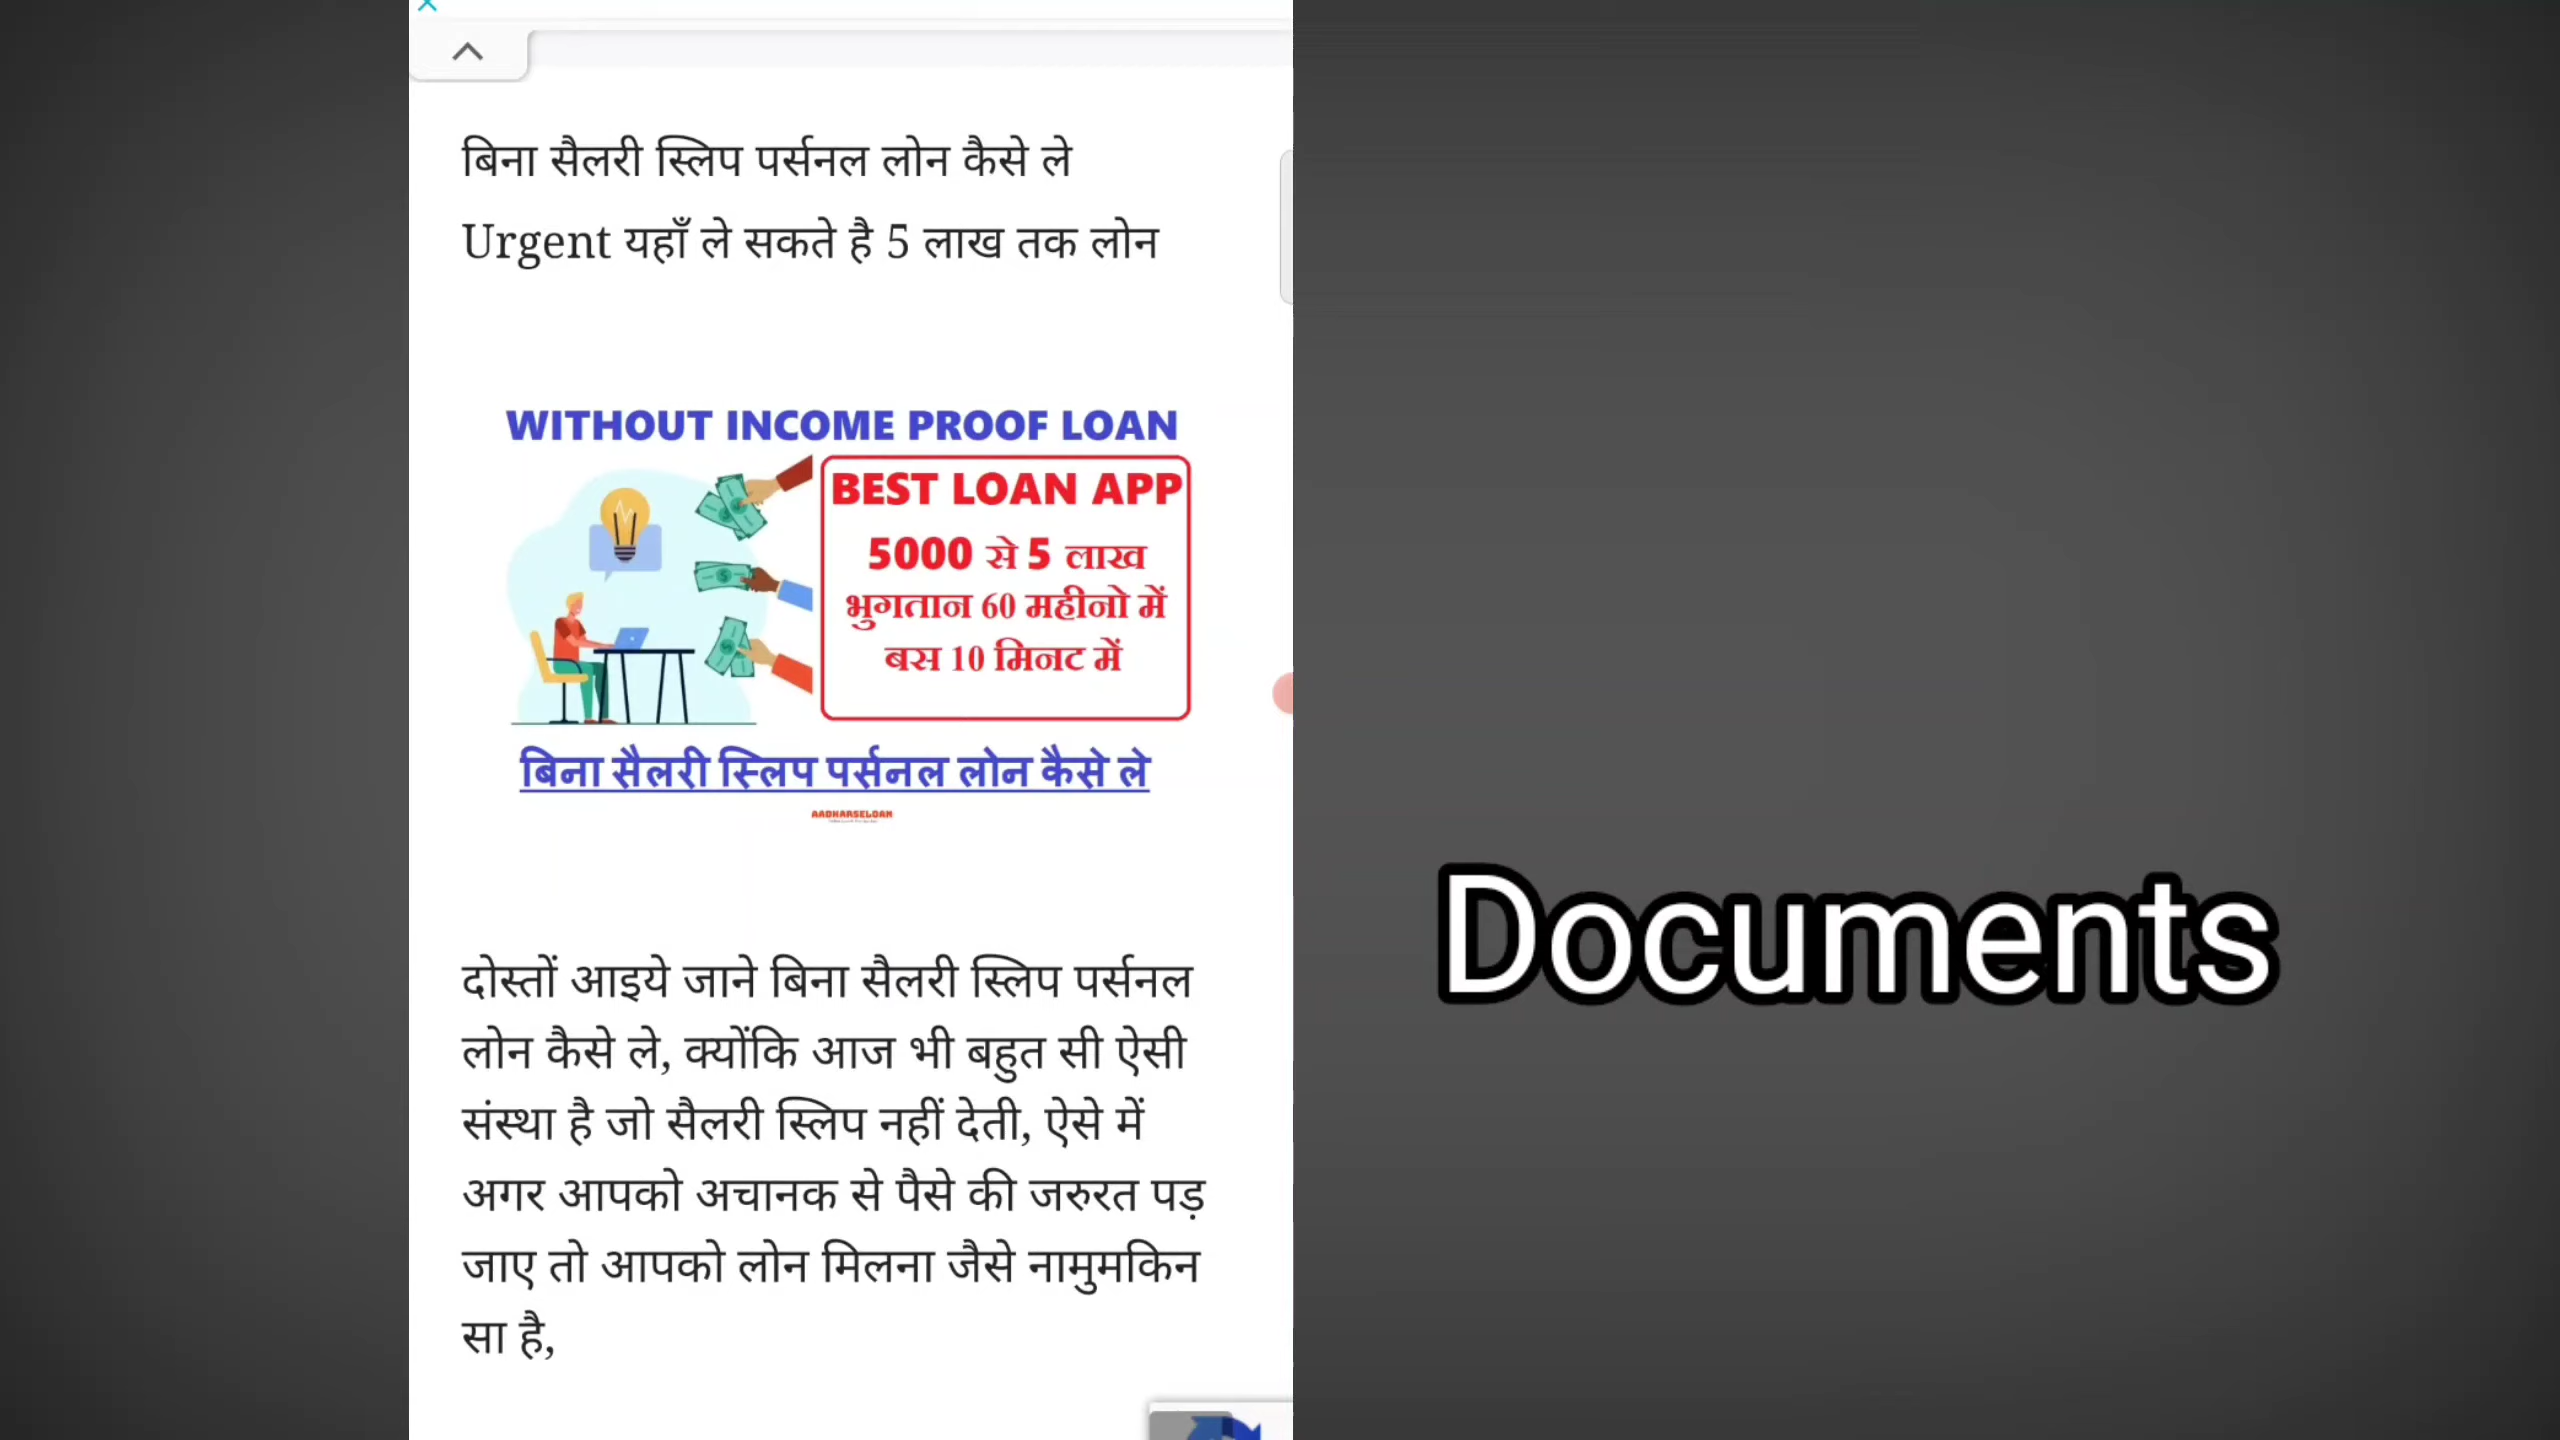 बिना सैलरी स्लिप पर्सनल लोन कैसे ले
Urgent यहाँ ले सकते है 5 लाख तक लोन
WITHOUT INCOME PROOF LOAN
BEST LOAN APP
5000 से 5 लाख
भुगतान 60 महीनो में
बस 10 मिनट में
बिना सैलरी स्लिप पर्सनल लोन कैसे ले
AADHARSELOAN
दोस्तों आइये जाने बिना सैलरी स्लिप पर्सनल
लोन कैसे ले, क्योंकि आज भी बहुत सी ऐसी
संस्था है जो सैलरी स्लिप नहीं देती, ऐसे में
अगर आपको अचानक से पैसे की जरुरत पड़
जाए तो आपको लोन मिलना जैसे नामुमकिन
सा है,
Documents